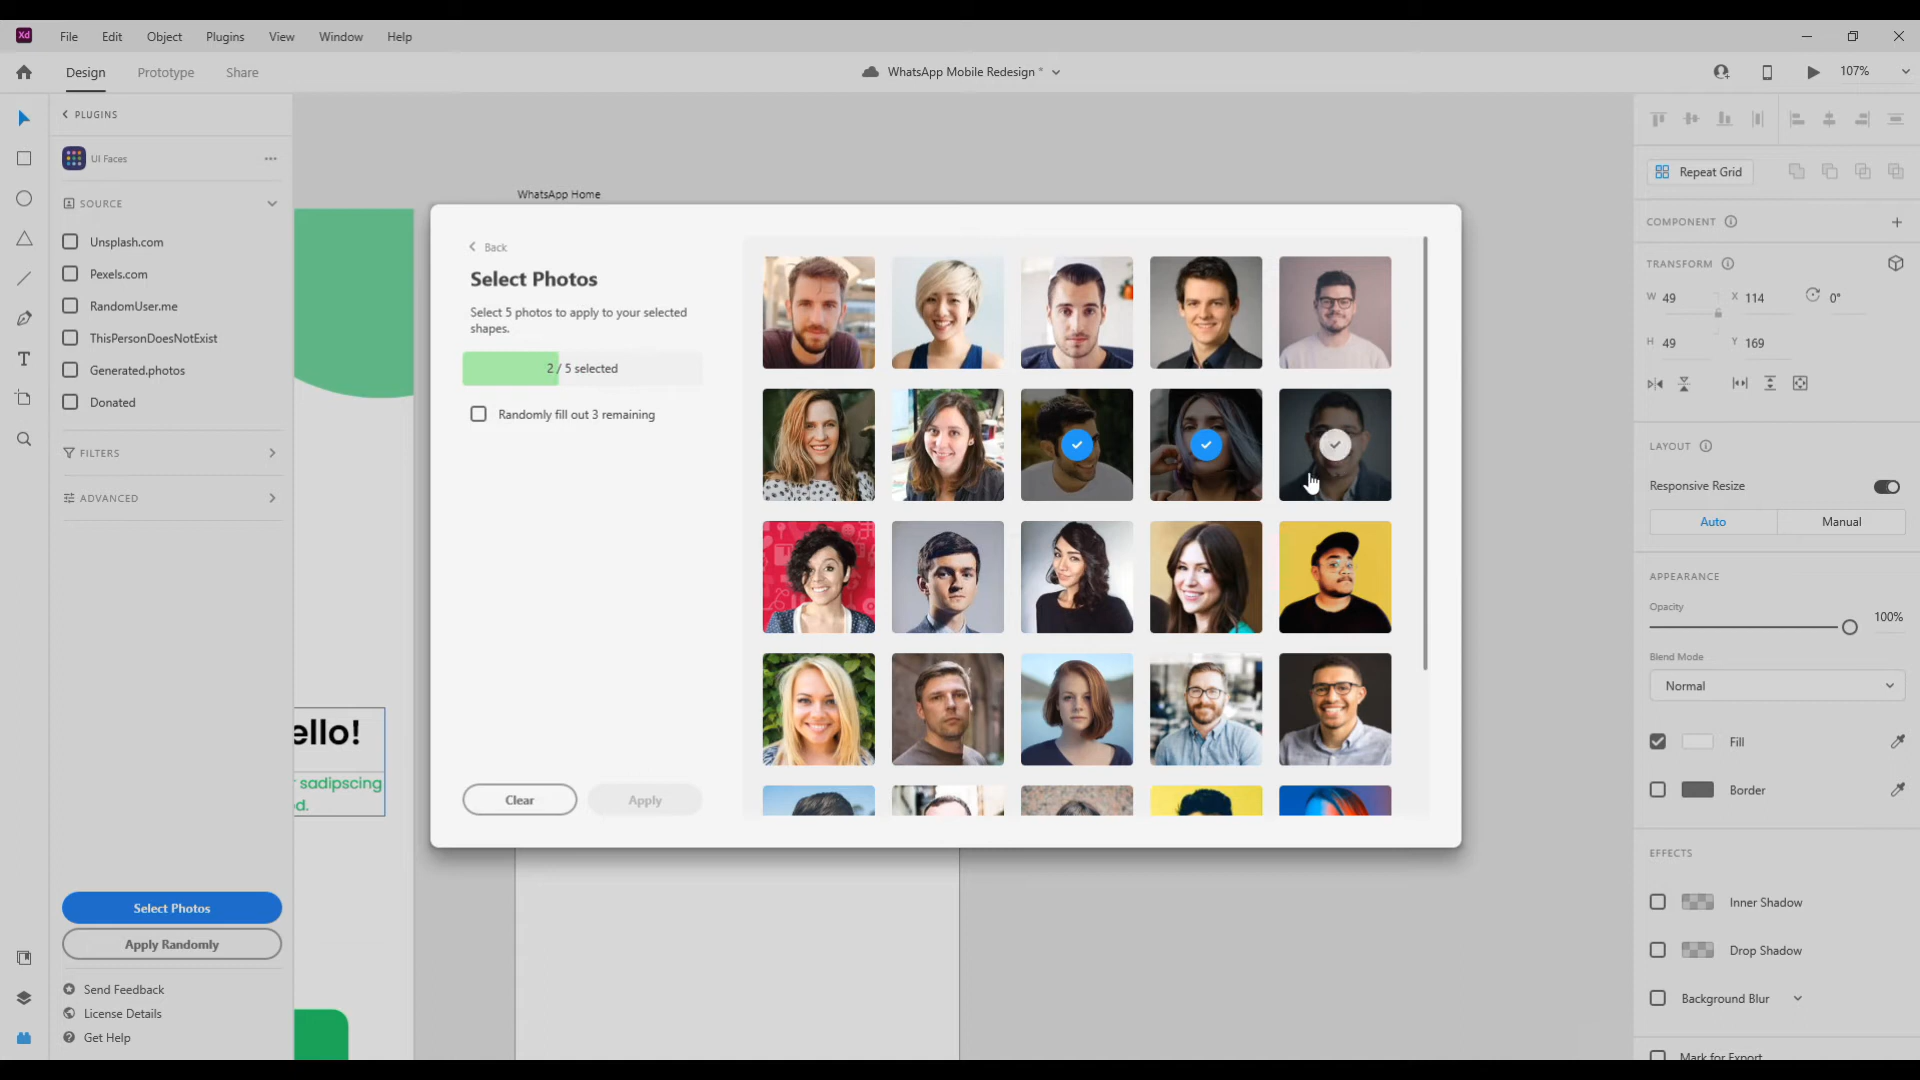 Xd File Edit Object Plugins View Window Help
Design Prototype Share WhatsApp Mobile Redesign * 107%
PLUGINS
UI Faces
SOURCE
Unsplash.com
Pexels.com
RandomUser.me
ThisPersonDoesNotExist
Generated.photos
Donated
FILTERS
ADVANCED
Select Photos
Apply Randomly
Send Feedback
License Details
Get Help
ello!
r sadipscing
d.
WhatsApp Home
Back
Select Photos
Select 5 photos to apply to your selected
shapes.
2 / 5 selected
Randomly fill out 3 remaining
Clear Apply
Repeat Grid
COMPONENT
TRANSFORM
W 49 X 114 0°
H 49 Y 169
LAYOUT
Responsive Resize
Auto Manual
APPEARANCE
Opacity
100%
Blend Mode
Normal
Fill
Border
EFFECTS
Inner Shadow
Drop Shadow
Background Blur
Mark for Export